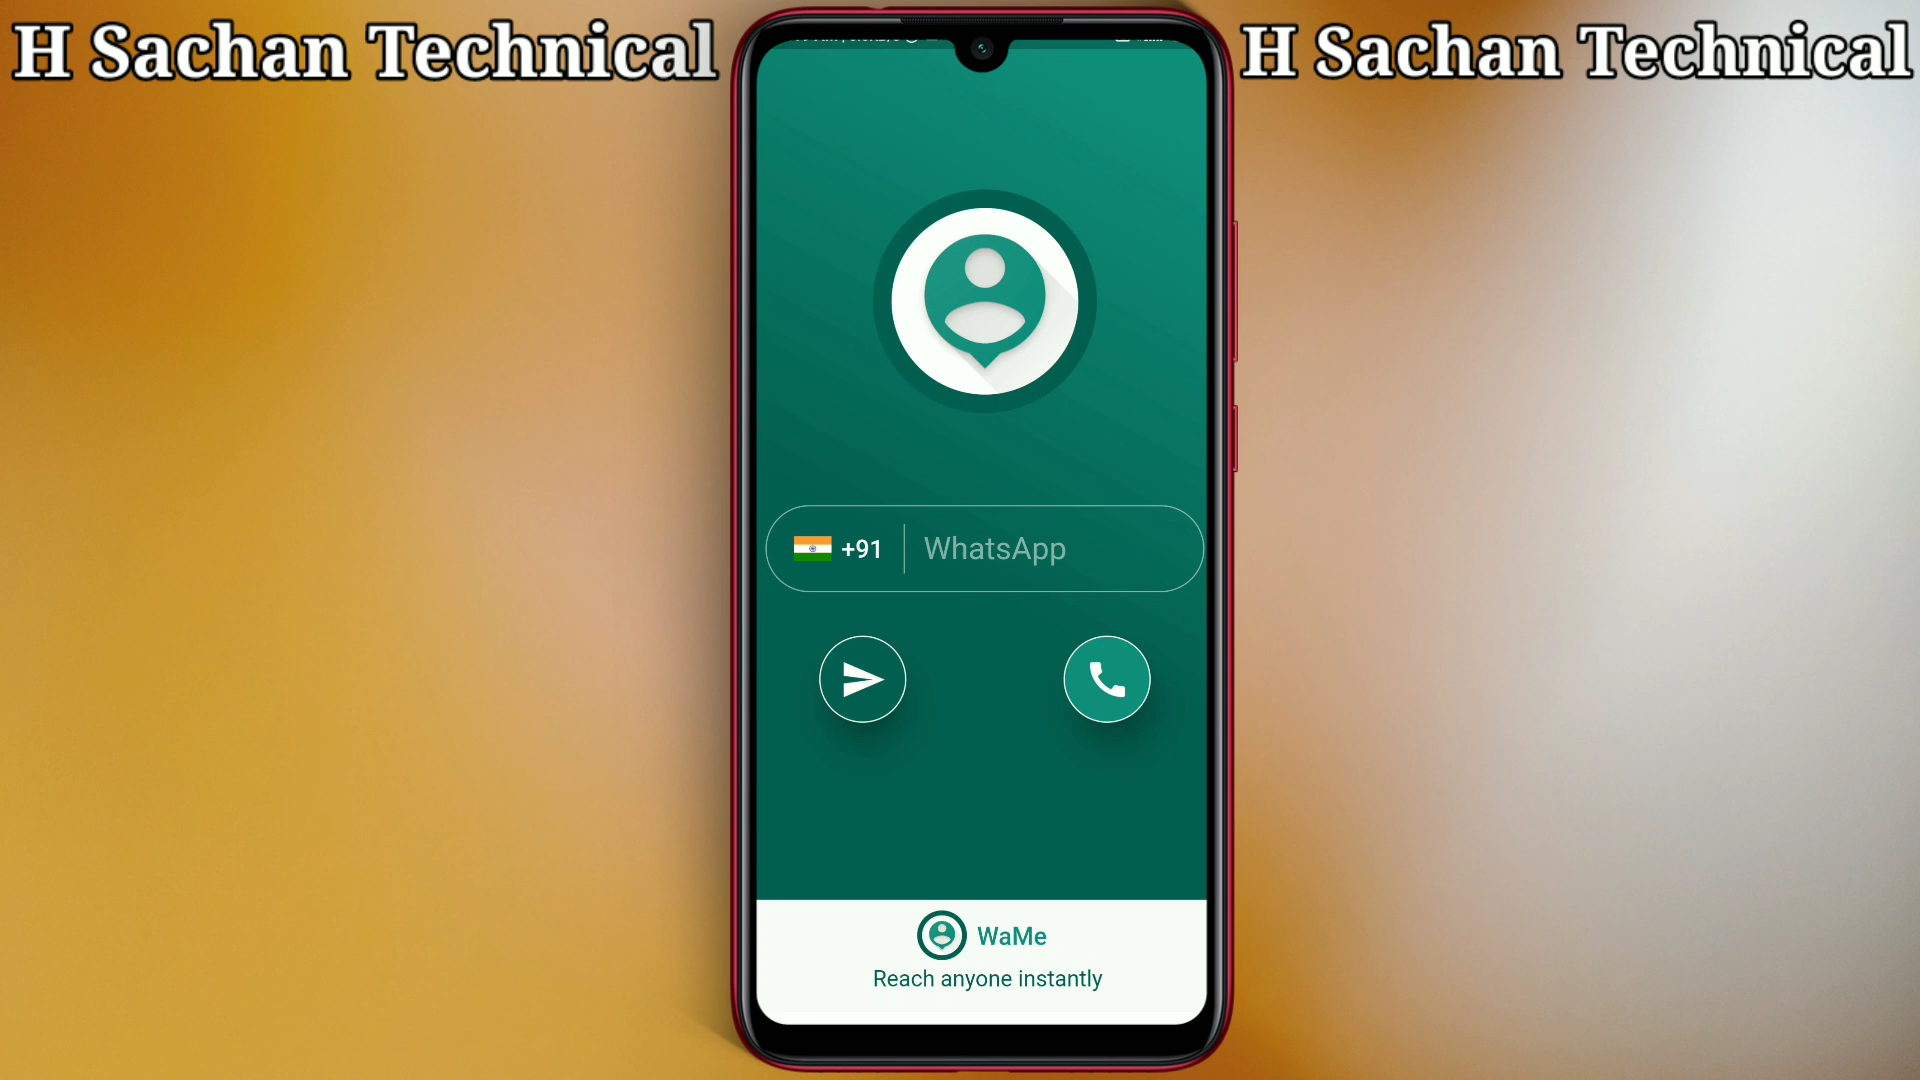 H Sachan Technical
H Sachan Technical
+91
WhatsApp
WaMe
Reach anyone instantly